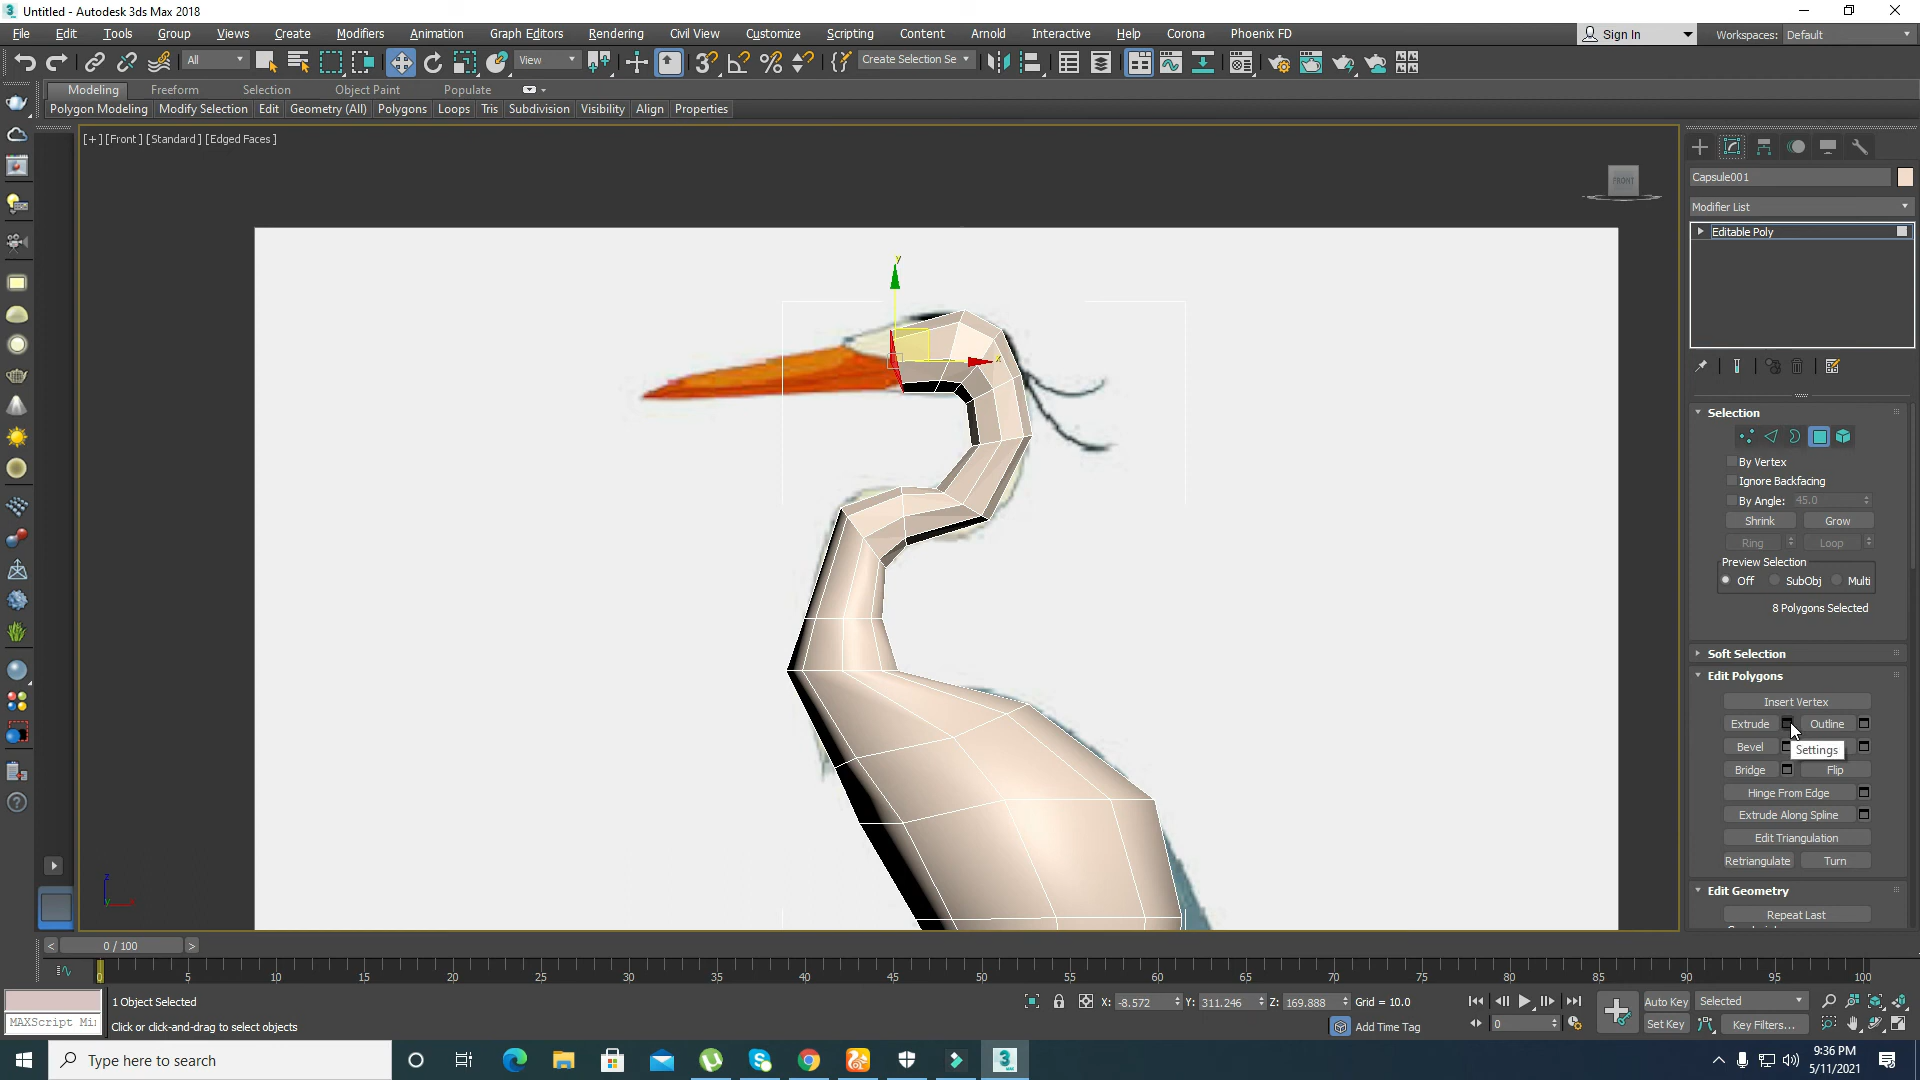 Untitled - Autodesk 3ds Max 2018
File Edit Tools Group Views Create Modifiers Animation Graph Editors Rendering Civil View Customize Scripting Content Arnold Interactive Help Corona Phoenix FD Sign In Workspaces: Default
All View Create Selection Se
Modeling Freeform Selection Object Paint Populate
Polygon Modeling Modify Selection Edit Geometry (All) Polygons Loops Tris Subdivision Visibility Align Properties
[+] [Front] [Standard] [Edged Faces]
FRONT
Capsule001
Modifier List
Editable Poly
y
x
Selection
By Vertex
Ignore Backfacing
By Angle: 45.0
Shrink Grow
Ring Loop
Preview Selection
Off SubObj Multi
8 Polygons Selected
Soft Selection
Edit Polygons
Insert Vertex
Extrude Outline
Bevel
Settings
Bridge Flip
Hinge From Edge
Extrude Along Spline
Edit Triangulation
Retriangulate Turn
Edit Geometry
Repeat Last
z
y
< 0 / 100 >
0 5 10 15 20 25 30 35 40 45 50 55 60 65 70 75 80 85 90 95 100
1 Object Selected X: -8.572 Y: 311.246 Z: 169.888 Grid = 10.0 Auto Key Selected
MAXScript Mi Click or click-and-drag to select objects Add Time Tag 0 Set Key Key Filters...
Type here to search
3
9:36 PM
5/11/2021